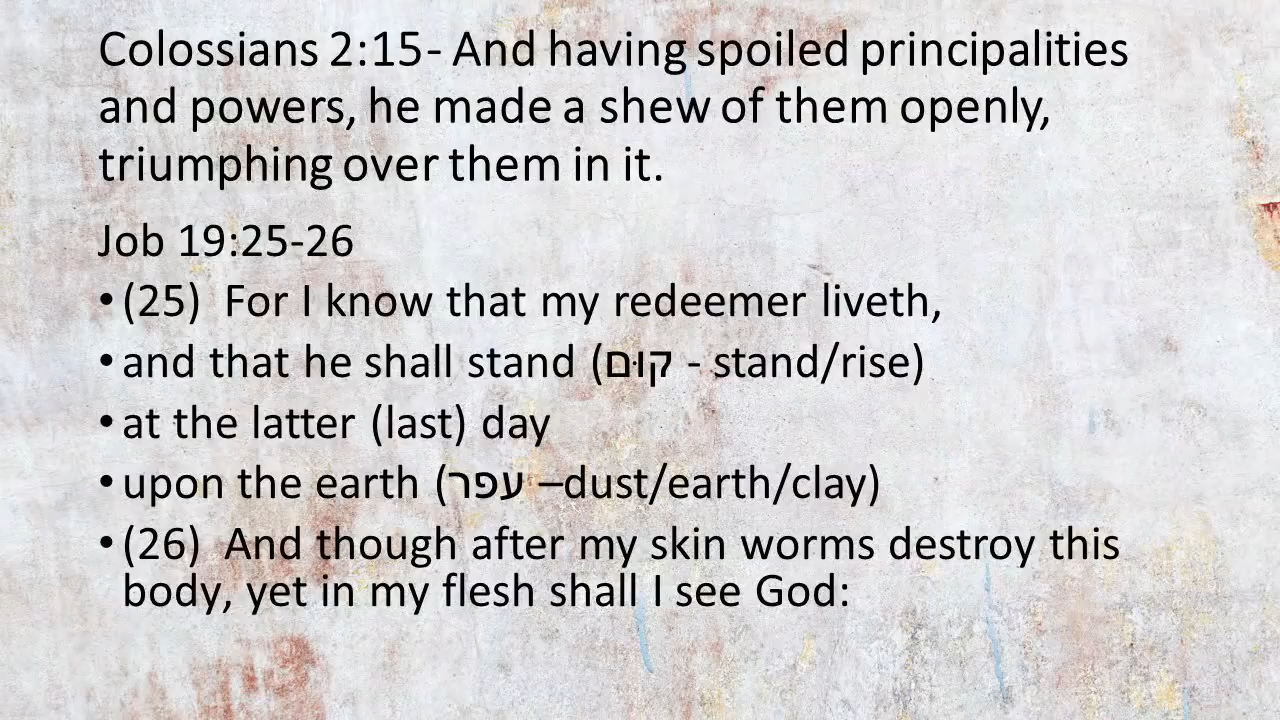 Colossians 2:15- And having spoiled principalities
and powers, he made a shew of them openly,
triumphing over them in it.
Job 19:25-26
• (25)  For I know that my redeemer liveth,
• and that he shall stand (קוּם - stand/rise)
• at the latter (last) day
• upon the earth (עפר –dust/earth/clay)
• (26)  And though after my skin worms destroy this
body, yet in my flesh shall I see God: